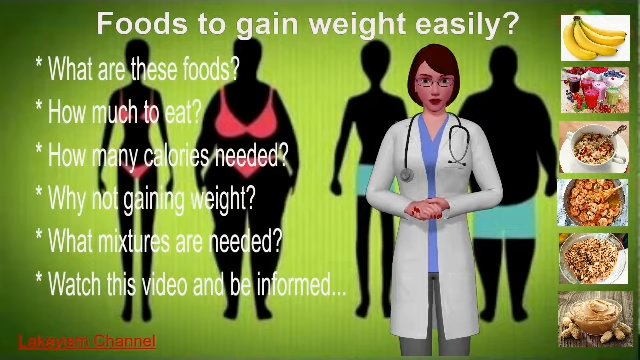 Foods to gain weight easily?
* What are these foods?
* How much to eat?
* How many calories needed?
* Why not gaining weight?
* What mixtures are needed?
* Watch this video and be informed...
Lakayism Channel